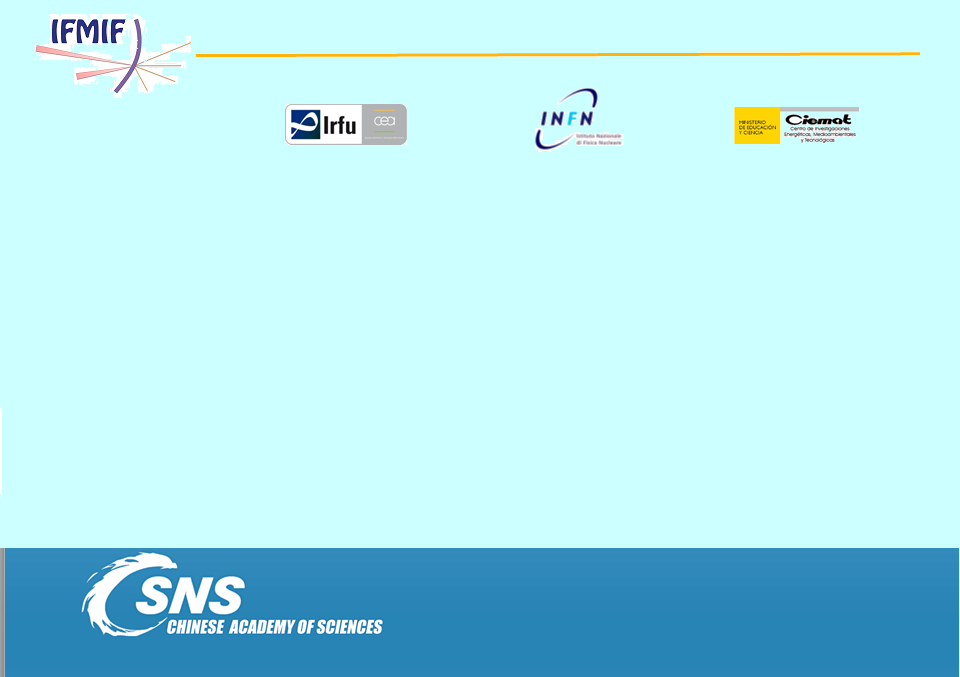 IFMIF
Irfu
cea
INFN
Istituto Nazionale
di Fisica Nucleare
MINISTERIO
DE EDUCACIÓN
Y CIENCIA
Ciemat
Centro de Investigaciones
Energéticas, Medioambientales
y Tecnológicas
SNS
CHINESE ACADEMY OF SCIENCES